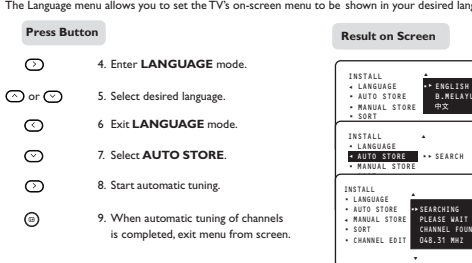 The Language menu allows you to set the TV's on-screen menu to be shown in your desired
Press Button
4. Enter LANGUAGE mode.
or
5. Select desired language.
6 Exit LANGUAGE mode.
7. Select AUTO STORE.
8. Start automatic tuning.
9. When automatic tuning of channels
is completed, exit menu from screen.
Result on Screen
INSTALL
LANGUAGE ENGLISH
• AUTO STORE B.MELAYU
• MANUAL STORE 中文
• SORT
INSTALL
• LANGUAGE
AUTO STORE SEARCH
• MANUAL STORE
INSTALL
• LANGUAGE
• AUTO STORE SEARCHING
MANUAL STORE PLEASE WAIT
• SORT CHANNEL FOUN
• CHANNEL EDIT 048.31 MHZ